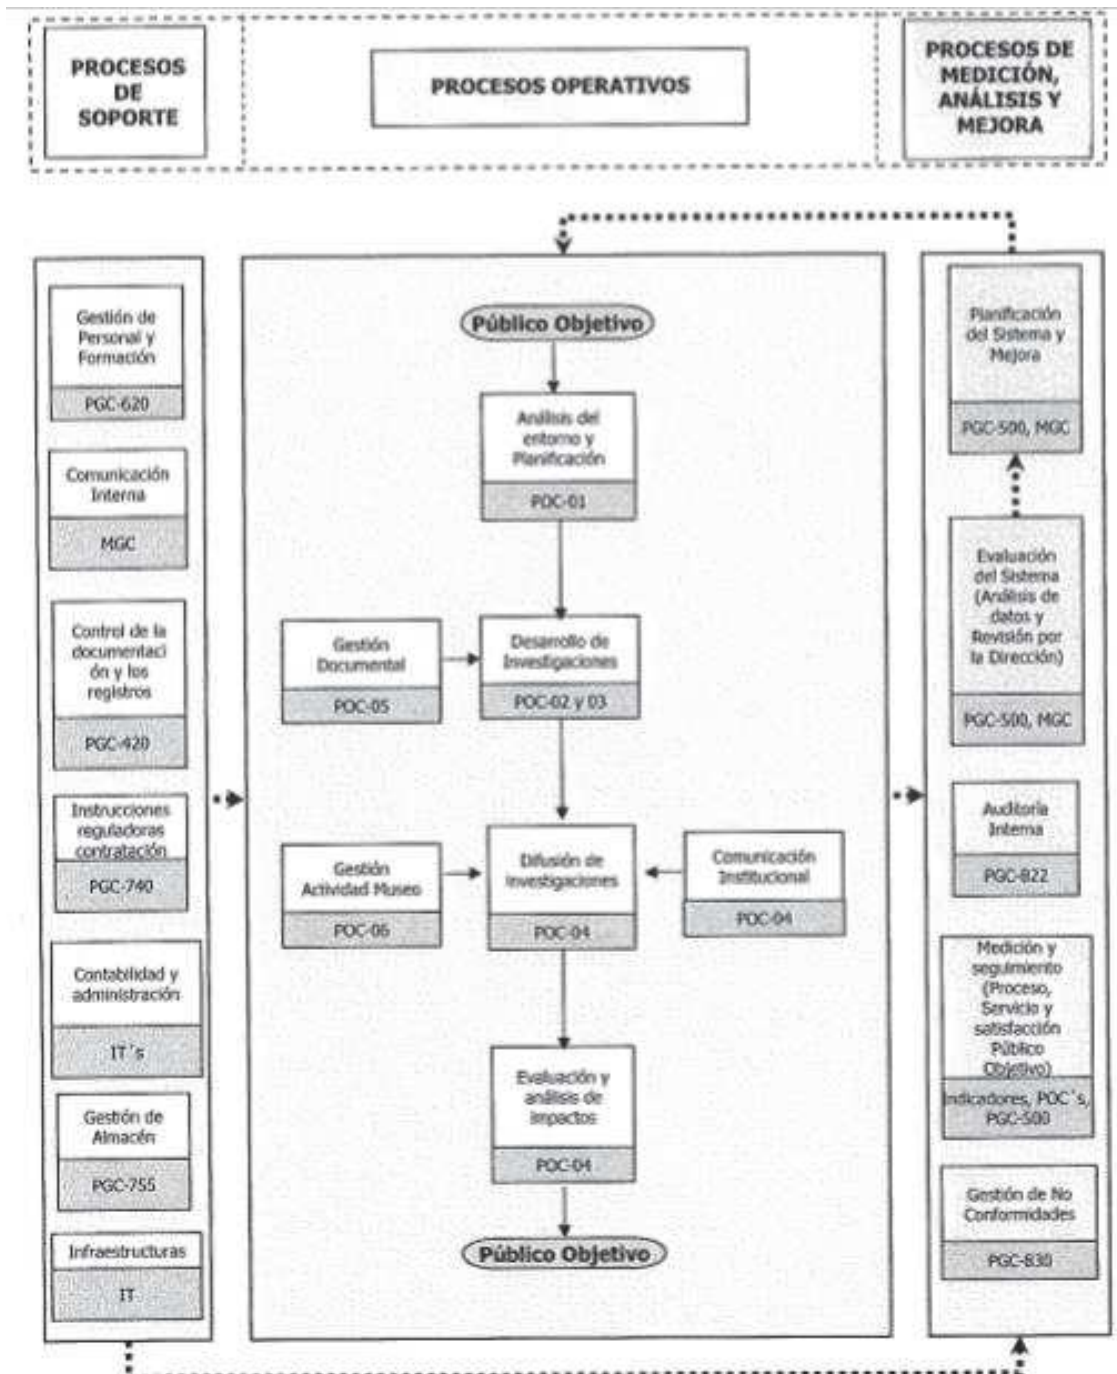 PROCESOS
DE
SOPORTE
PROCESOS OPERATIVOS
PROCESOS DE
MEDICIÓN,
ANÁLISIS Y
MEJORA
Gestión de
Personal y
Formación
PGC-620
Comunicación
Interna
MGC
Control de la
documentaci
ón y los
registros
PGC-420
Instrucciones
reguladoras
contratación
PGC-740
Contabilidad y
administración
IT´s
Gestión de
Almacén
PGC-755
Infraestructuras
IT
Público Objetivo
Análisis del
entorno y
Planificación
POC-01
Gestión
Documental
POC-05
Desarrollo de
Investigaciones
POC-02 y 03
Gestión
Actividad Museo
POC-06
Difusión de
investigaciones
POC-04
Comunicación
Institucional
POC-04
Evaluación y
análisis de
impactos
POC-04
Público Objetivo
Planificación
del Sistema y
Mejora
PGC-500, MGC
Evaluación
del Sistema
(Análisis de
datos y
Revisión por
la Dirección)
PGC-500, MGC
Auditoría
Interna
PGC-822
Medición y
seguimiento
(Proceso,
Servicio y
satisfacción
Público
Objetivo)
Indicadores, POC´s,
PGC-500
Gestión de No
Conformidades
PGC-830